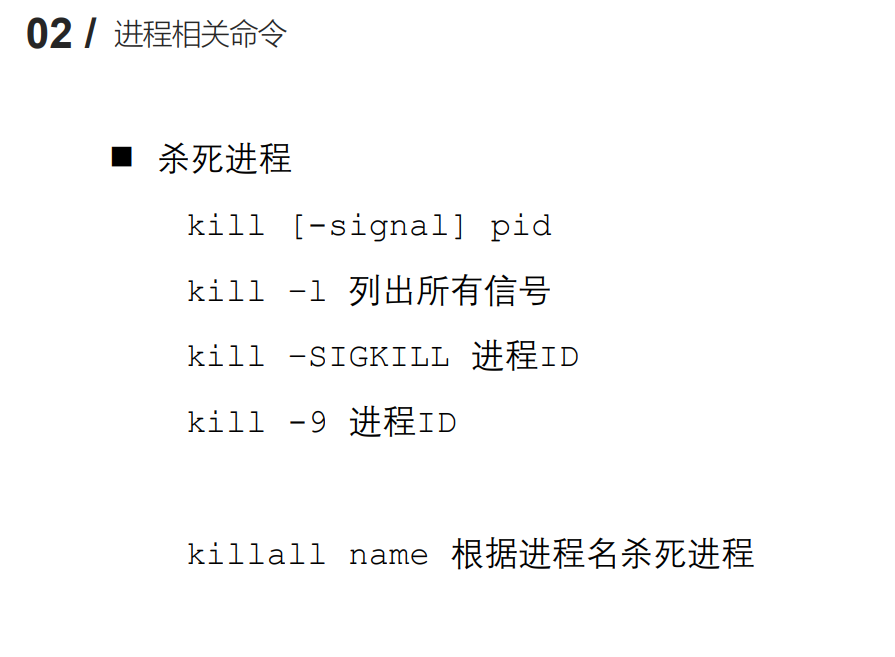 02 / 进程相关命令
■ 杀死进程
kill [-signal] pid
kill –l 列出所有信号
kill –SIGKILL 进程ID
kill -9 进程ID
killall name 根据进程名杀死进程